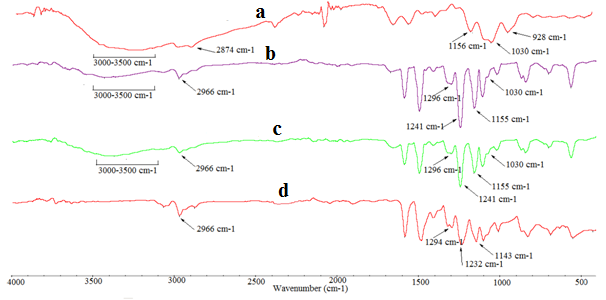 a
1156 cm-1
928 cm-1
1030 cm-1
3000-3500 cm-1
2874 cm-1
b
3000-3500 cm-1
2966 cm-1
1296 cm-1
1030 cm-1
1241 cm-1
1155 cm-1
c
3000-3500 cm-1
2966 cm-1
1296 cm-1
1030 cm-1
1155 cm-1
1241 cm-1
d
2966 cm-1
1294 cm-1
1143 cm-1
1232 cm-1
4000 3500 3000 2500 2000 1500 1000 500
Wavenumber (cm-1)